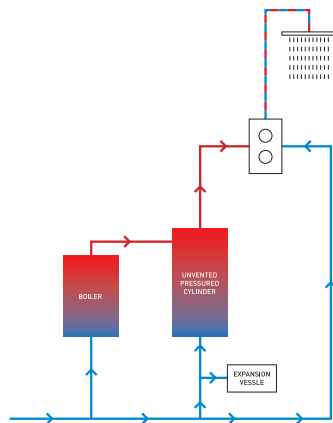 UNVENTED
PRESSURED
CYLINDER
BOILER
EXPANSION
VESSLE